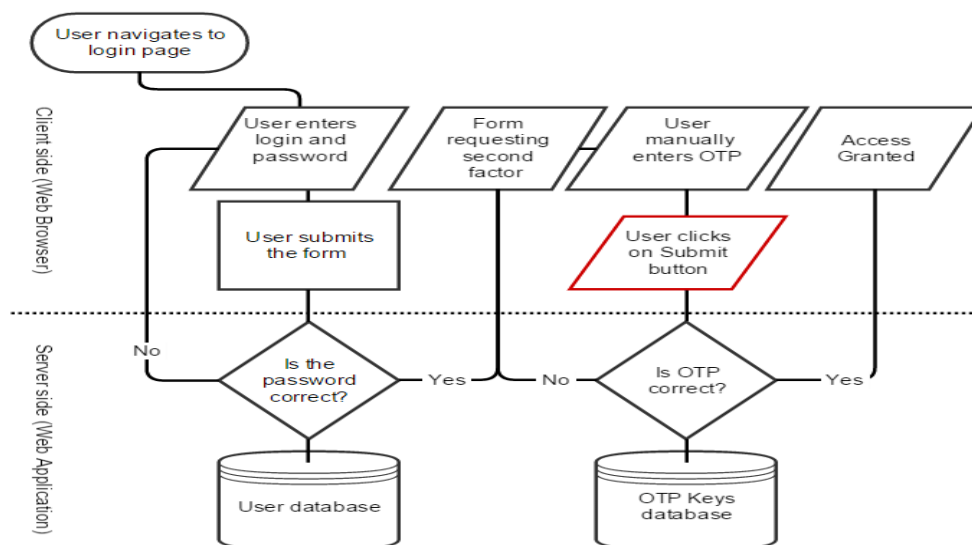 User navigates to
login page
Client side (Web Browser)
User enters
login and
password
Form
requesting
second
factor
User
manually
enters OTP
Access
Granted
User submits
the form
User clicks
on Submit
button
Server side (Web Application)
No
Is the
password
correct?
Yes
No
Is OTP
correct?
Yes
User database
OTP Keys
database